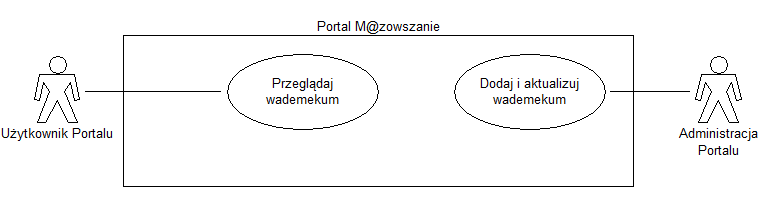 Portal M@zowszanie
Przeglądaj
wademekum
Dodaj i aktualizuj
wademekum
Użytkownik Portalu
Administracja
Portalu